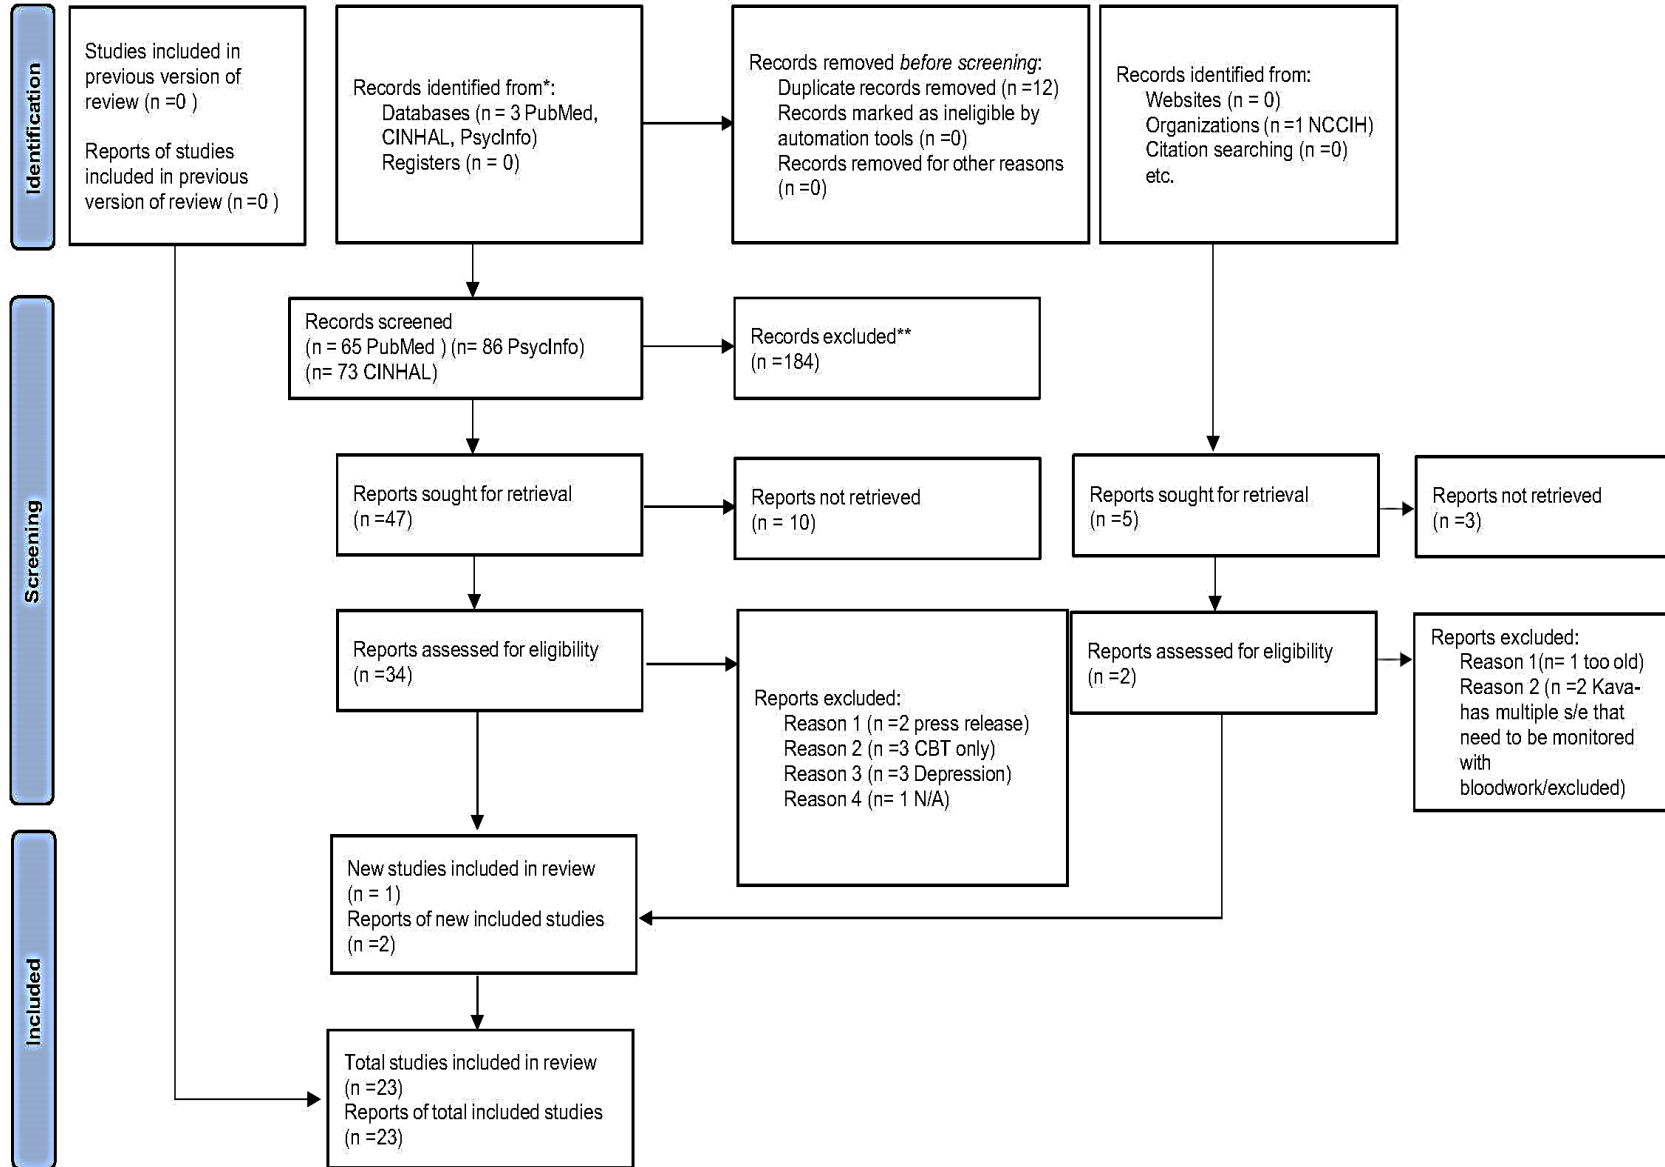 Identification
Studies included in
previous version of
review (n =0 )
Reports of studies
included in previous
version of review (n =0 )
Records identified from*:
Databases (n = 3 PubMed,
CINHAL, PsycInfo)
Registers (n = 0)
Records removed before screening:
Duplicate records removed (n =12)
Records marked as ineligible by
automation tools (n =0)
Records removed for other reasons
(n =0)
Records identified from:
Websites (n = 0)
Organizations (n =1 NCCIH)
Citation searching (n =0)
etc.
Screening
Records screened
(n = 65 PubMed ) (n= 86 PsycInfo)
(n= 73 CINHAL)
Records excluded**
(n =184)
Reports sought for retrieval
(n =47)
Reports not retrieved
(n = 10)
Reports sought for retrieval
(n =5)
Reports not retrieved
(n =3)
Reports assessed for eligibility
(n =34)
Reports excluded:
Reason 1 (n =2 press release)
Reason 2 (n =3 CBT only)
Reason 3 (n =3 Depression)
Reason 4 (n= 1 N/A)
Reports assessed for eligibility
(n =2)
Reports excluded:
Reason 1(n= 1 too old)
Reason 2 (n =2 Kava-
has multiple s/e that
need to be monitored
with
bloodwork/excluded)
Included
New studies included in review
(n = 1)
Reports of new included studies
(n =2)
Total studies included in review
(n =23)
Reports of total included studies
(n =23)